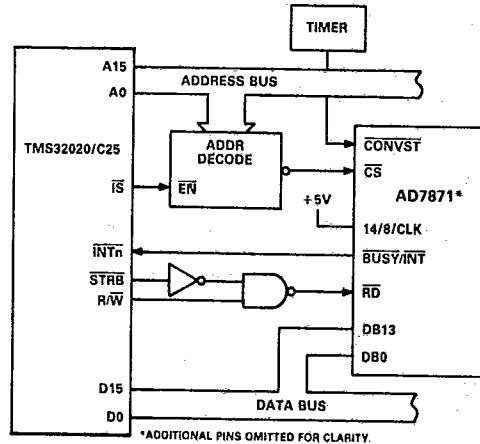 TIMER
A15
ADDRESS BUS
A0
TMS32020/C25
ADDR
DECODE
CONVST
IS
EN
CS
AD7871*
+5V
14/8/CLK
INTn
BUSY/INT
STRB
R/W
RD
DB13
DB0
D15
DATA BUS
D0
*ADDITIONAL PINS OMITTED FOR CLARITY.